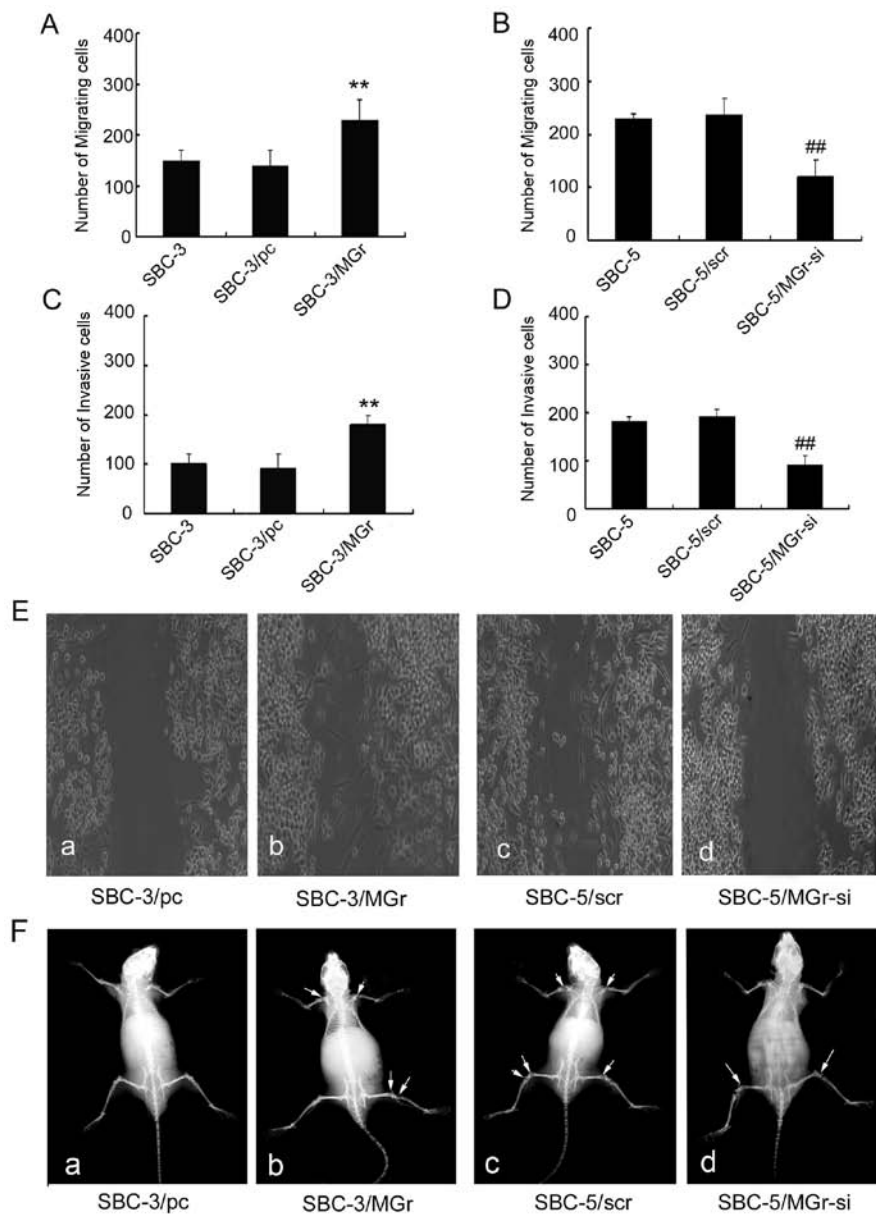 A
Number of Migrating cells
400
300
200
100
0
**
SBC-3
SBC-3/pc
SBC-3/MGr
B
Number of Migrating cells
400
300
200
100
0
##
SBC-5
SBC-5/scr
SBC-5/MGr-si
C
Number of Invasive cells
400
300
200
100
0
**
SBC-3
SBC-3/pc
SBC-3/MGr
D
Number of Invasive cells
400
300
200
100
0
##
SBC-5
SBC-5/scr
SBC-5/MGr-si
E
a
b
c
d
SBC-3/pc
SBC-3/MGr
SBC-5/scr
SBC-5/MGr-si
F
a
b
c
d
SBC-3/pc
SBC-3/MGr
SBC-5/scr
SBC-5/MGr-si